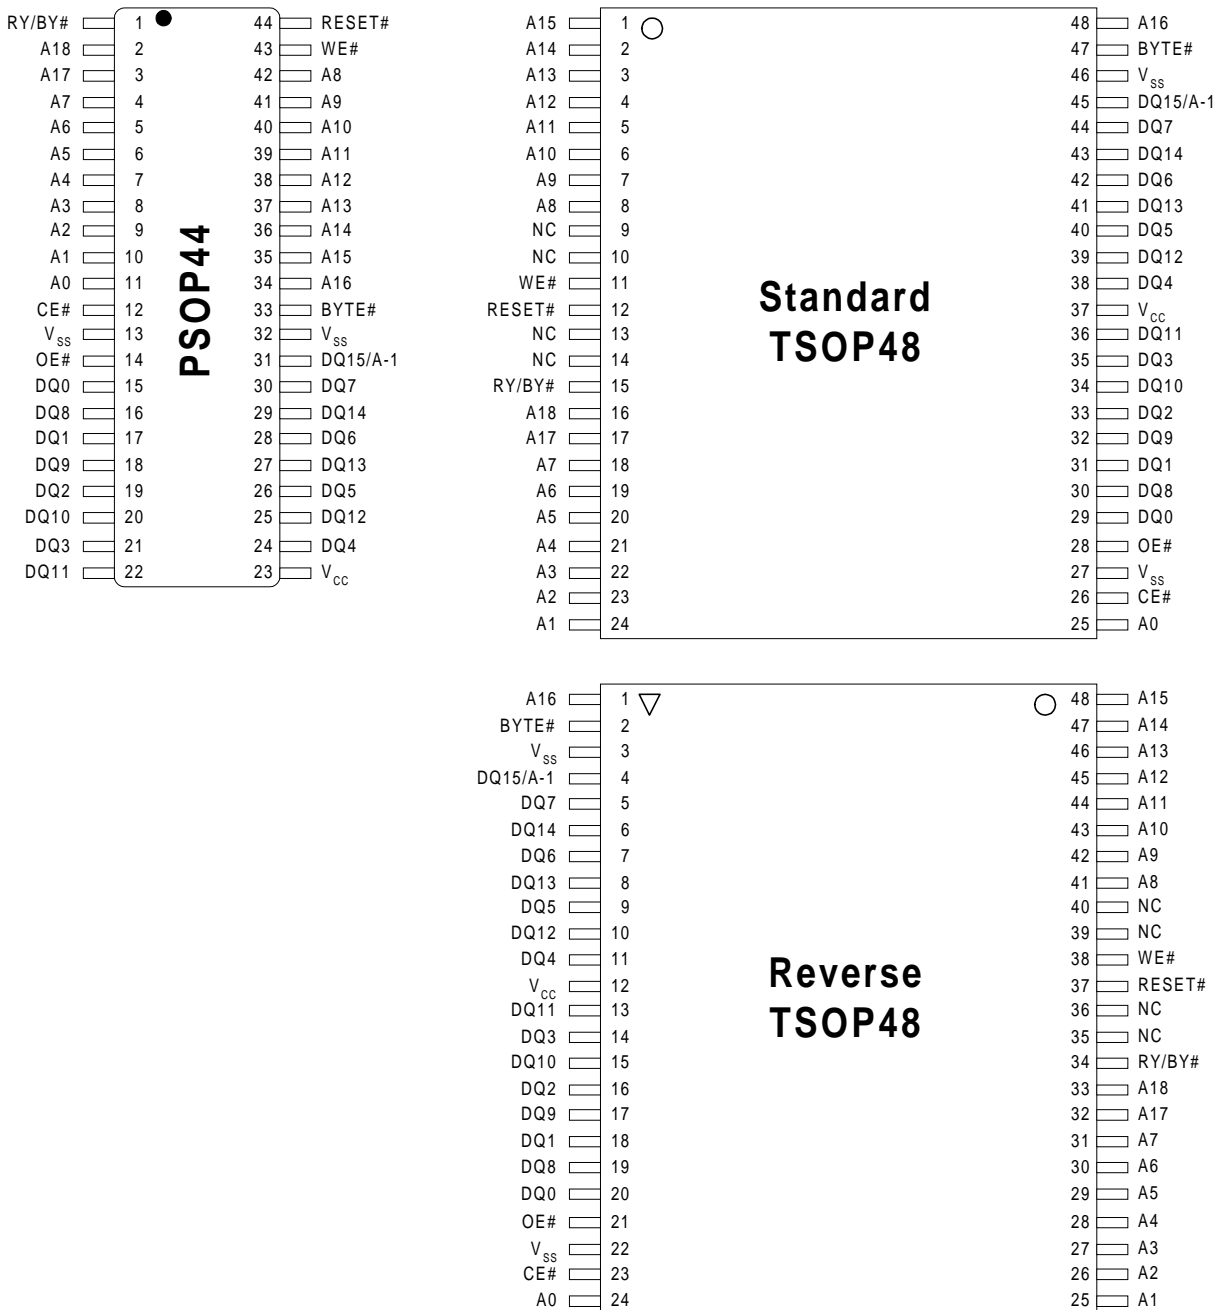 RY/BY# 1 44 RESET#
A18 2 43 WE#
A17 3 42 A8
A7 4 41 A9
A6 5 40 A10
A5 6 39 A11
A4 7 38 A12
A3 8 37 A13
A2 9 36 A14
A1 10 35 A15
A0 11 34 A16
CE# 12 33 BYTE#
VSS 13 32 VSS
OE# 14 31 DQ15/A-1
DQ0 15 30 DQ7
DQ8 16 29 DQ14
DQ1 17 28 DQ6
DQ9 18 27 DQ13
DQ2 19 26 DQ5
DQ10 20 25 DQ12
DQ3 21 24 DQ4
DQ11 22 23 VCC
PSOP44
A15 1 48 A16
A14 2 47 BYTE#
A13 3 46 VSS
A12 4 45 DQ15/A-1
A11 5 44 DQ7
A10 6 43 DQ14
A9 7 42 DQ6
A8 8 41 DQ13
NC 9 40 DQ5
NC 10 39 DQ12
WE# 11 38 DQ4
RESET# 12 37 VCC
NC 13 36 DQ11
NC 14 35 DQ3
RY/BY# 15 34 DQ10
A18 16 33 DQ2
A17 17 32 DQ9
A7 18 31 DQ1
A6 19 30 DQ8
A5 20 29 DQ0
A4 21 28 OE#
A3 22 27 VSS
A2 23 26 CE#
A1 24 25 A0
Standard
TSOP48
A16 1 48 A15
BYTE# 2 47 A14
VSS 3 46 A13
DQ15/A-1 4 45 A12
DQ7 5 44 A11
DQ14 6 43 A10
DQ6 7 42 A9
DQ13 8 41 A8
DQ5 9 40 NC
DQ12 10 39 NC
DQ4 11 38 WE#
VCC 12 37 RESET#
DQ11 13 36 NC
DQ3 14 35 NC
DQ10 15 34 RY/BY#
DQ2 16 33 A18
DQ9 17 32 A17
DQ1 18 31 A7
DQ8 19 30 A6
DQ0 20 29 A5
OE# 21 28 A4
VSS 22 27 A3
CE# 23 26 A2
A0 24 25 A1
Reverse
TSOP48